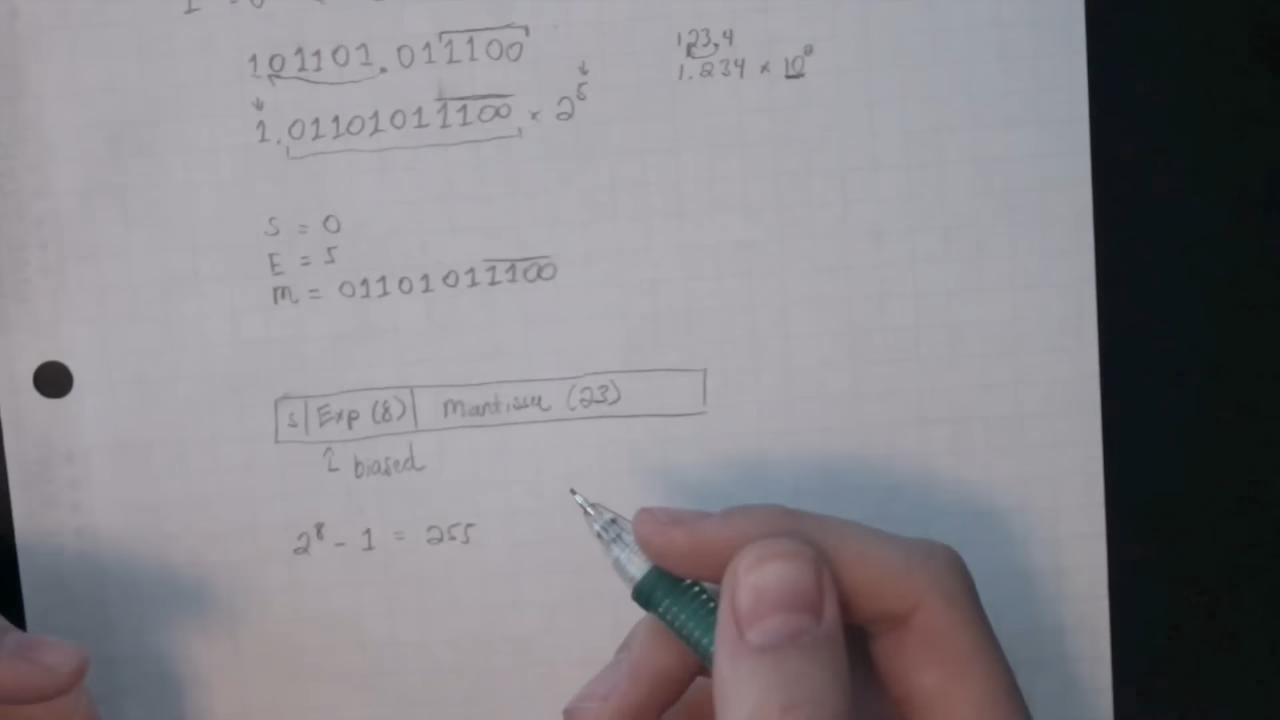 101101.011100
1.01101011100 × 2^5
123,4
1.234 × 10^0
S = 0
E = 5
m = 01101011100
s Exp (8) Mantissa (23)
biased
2^8 - 1 = 255